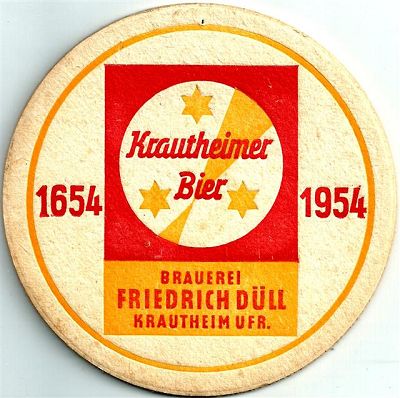 Krautheimer
Bier
1654
1954
BRAUEREI
FRIEDRICH DÜLL
KRAUTHEIM UFR.